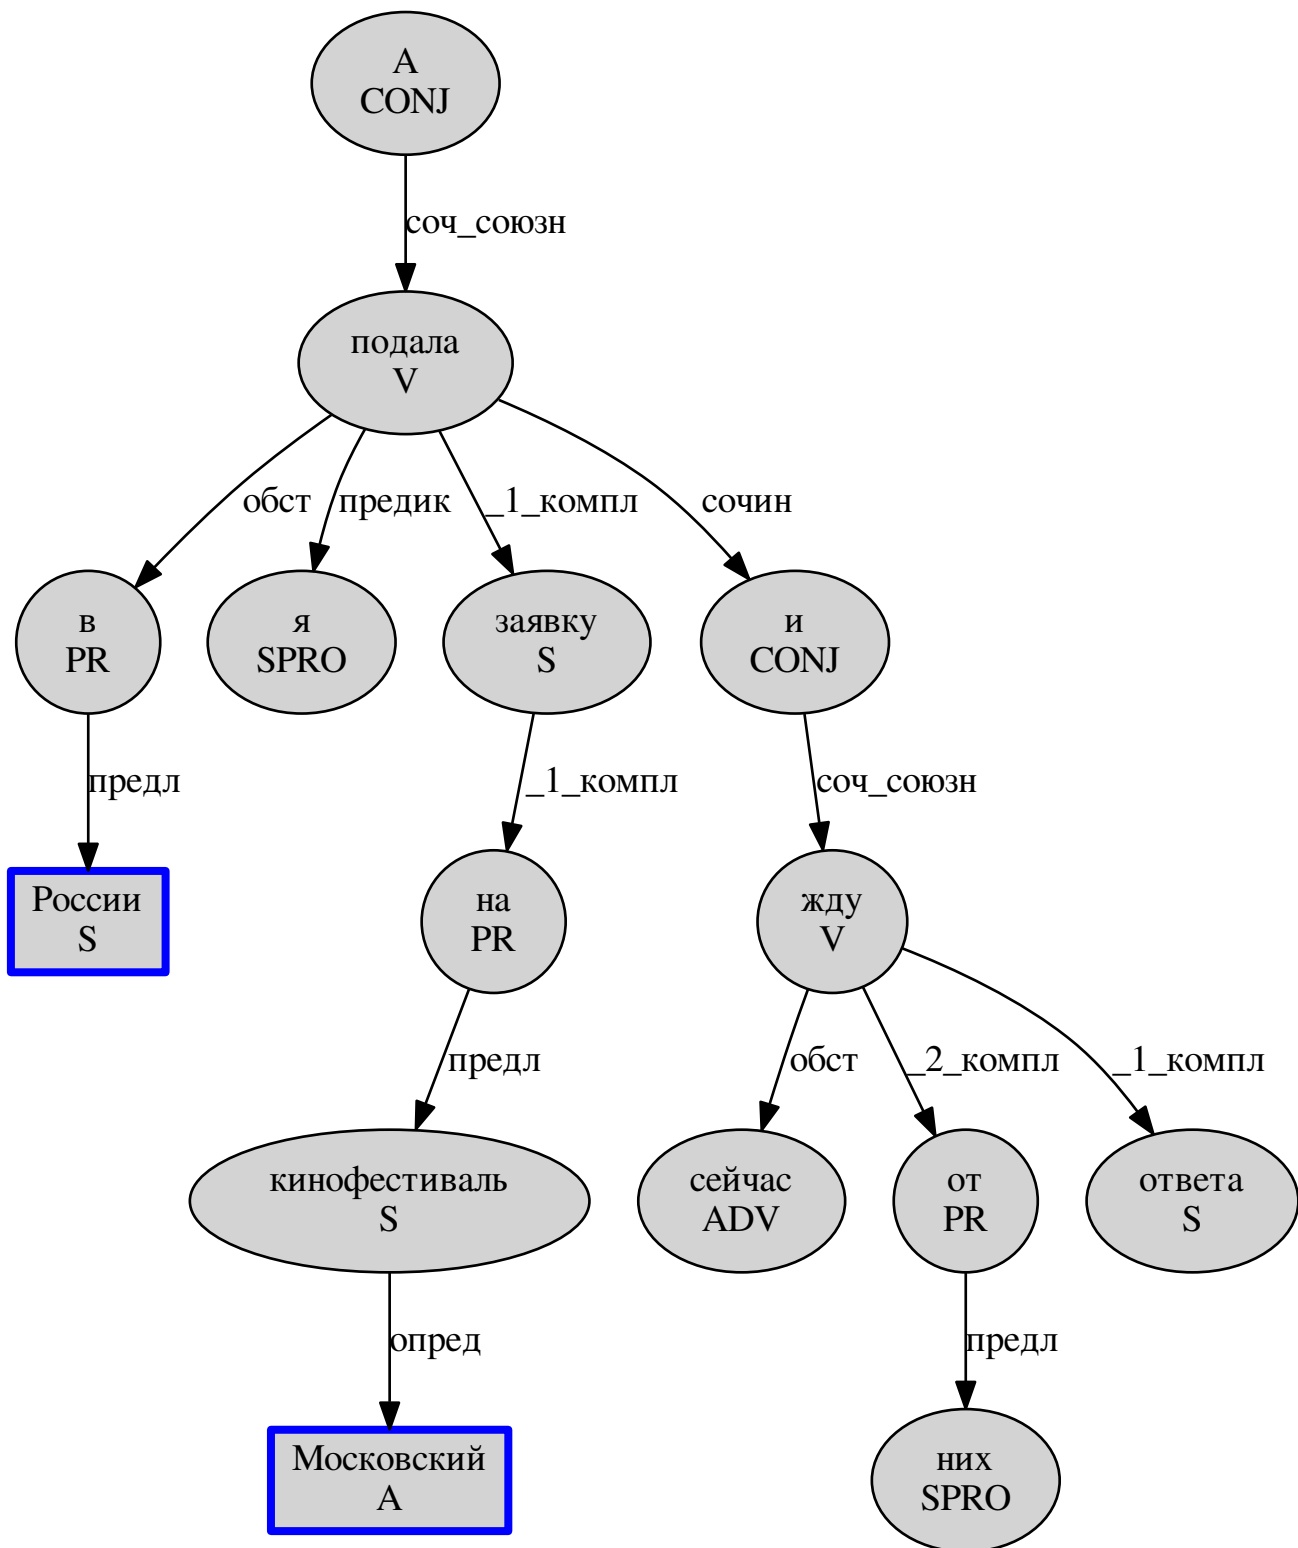 А
CONJ
соч_союзн
подала
V
обст
предик
_1_компл
сочин
в
PR
я
SPRO
заявку
S
и
CONJ
предл
_1_компл
соч_союзн
России
S
на
PR
жду
V
предл
обст
_2_компл
_1_компл
кинофестиваль
S
сейчас
ADV
от
PR
ответа
S
опред
предл
Московский
A
них
SPRO